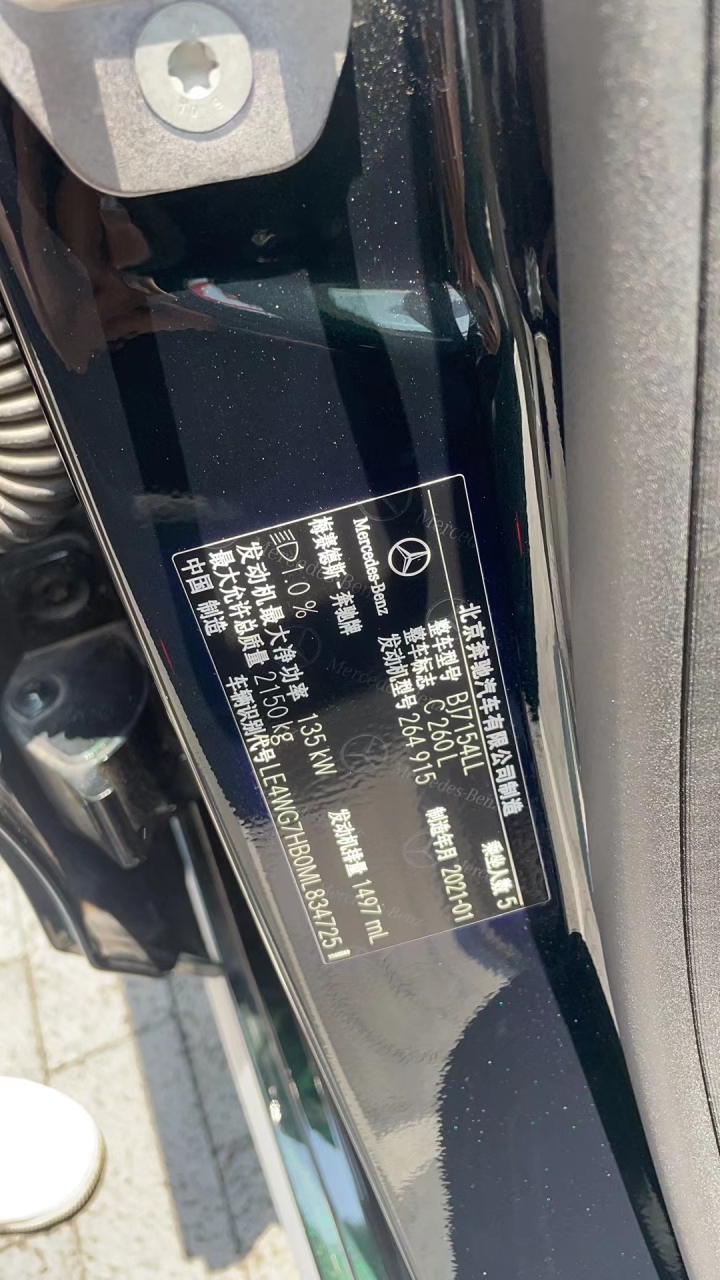 北京奔驰汽车有限公司制造
Mercedes-Benz
梅赛德斯-奔驰牌
整车型号 BJ7154LL
乘坐人数 5
整车标志 C 260 L
发动机型号 264 915
制造年月 2021-01
1.0 %
发动机最大净功率 135 kW
发动机排量 1497 mL
最大允许总质量 2150 kg
中国 制造
车辆识别代号 LE4WG7HB0ML834725